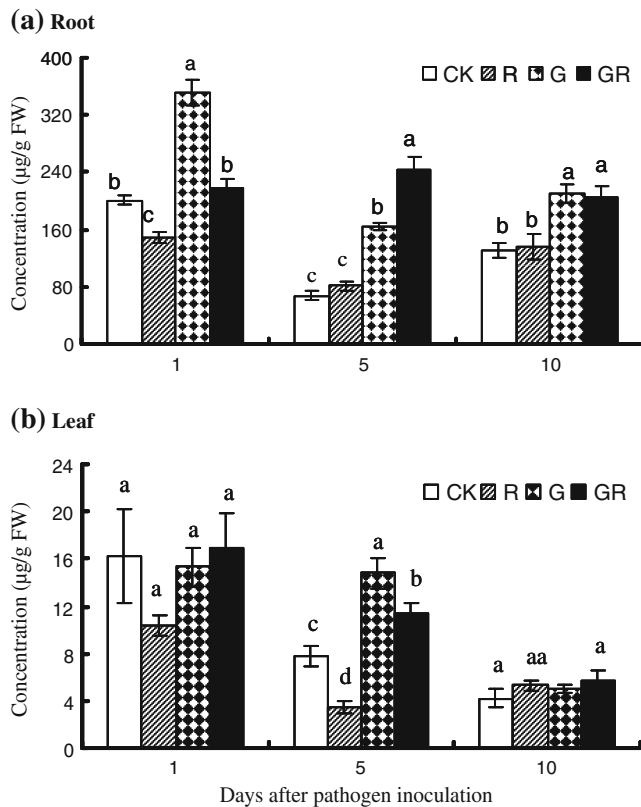 (a) Root
Concentration (µg/g FW)
400
320
240
160
80
0
CK R G GR
b c a b
c c b a
b b a a
1 5 10
(b) Leaf
Concentration (µg/g FW)
24
20
16
12
8
4
0
CK R G GR
a a a a
c d a b
a aa a
1 5 10
Days after pathogen inoculation